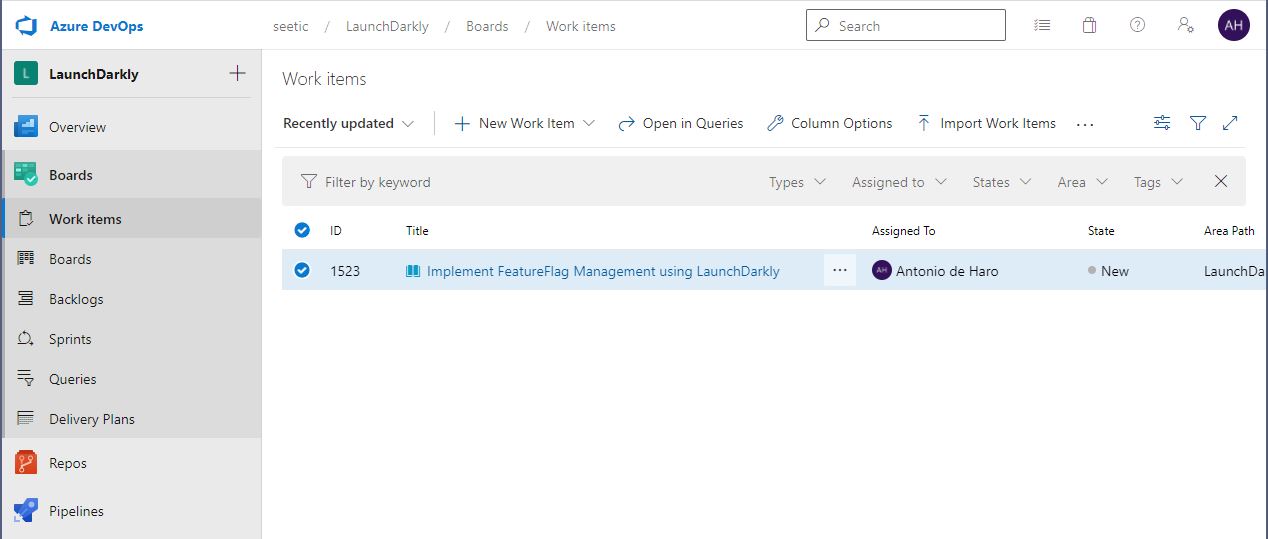 Azure DevOps
seetic / LaunchDarkly / Boards / Work items
Search
AH
L
LaunchDarkly
Overview
Boards
Work items
Boards
Backlogs
Sprints
Queries
Delivery Plans
Repos
Pipelines
Work items
Recently updated
New Work Item
Open in Queries
Column Options
Import Work Items
Filter by keyword
Types
Assigned to
States
Area
Tags
ID Title Assigned To State Area Path
1523 Implement FeatureFlag Management using LaunchDarkly ... AH Antonio de Haro New LaunchDa